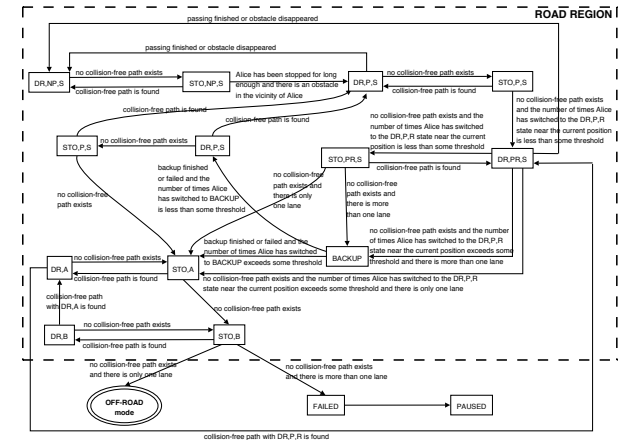 ROAD REGION
passing finished or obstacle disappeared
passing finished or obstacle disappeared
DR,NP,S
no collision-free path exists
collision-free path is found
STO,NP,S
Alice has been stopped for long
enough and there is an obstacle
in the vicinity of Alice
DR,P,S
no collision-free path exists
collision-free path is found
STO,P,S
no collision-free path exists
and the number of times Alice
has switched to the DR,P,R
state near the current position
is less than some threshold
collision-free path is found
collision-free path is found
no collision-free path exists and the
number of times Alice has switched
to the DR,P,R state near the current
position is less than some threshold
STO,P,S
no collision-free path exists
DR,P,S
STO,PR,S
collision-free path is found
DR,PR,S
backup finished
or failed and the
number of times Alice
has switched to BACKUP
is less than some threshold
no collision-free
path exists and
there is only
one lane
no collision-free
path exists and
there is more
than one lane
no collision-free
path exists
no collision-free path exists and the number
of times Alice has switched to the DR,P,R
state near the current position exceeds some
threshold and there is more than one lane
backup finished or failed and the
number of times Alice has switched
to BACKUP exceeds some threshold
BACKUP
DR,A
no collision-free path exists
collision-free path is found
STO,A
no collision-free path exists and the number of times Alice has switched to the DR,P,R
state near the current position exceeds some threshold and there is only one lane
collision-free path
with DR,A is found
no collision-free path exists
DR,B
no collision-free path exists
collision-free path is found
STO,B
no collision-free path exists
and there is only one lane
no collision-free path exists
and there is more than one lane
OFF-ROAD
mode
FAILED
PAUSED
collision-free path with DR,P,R is found